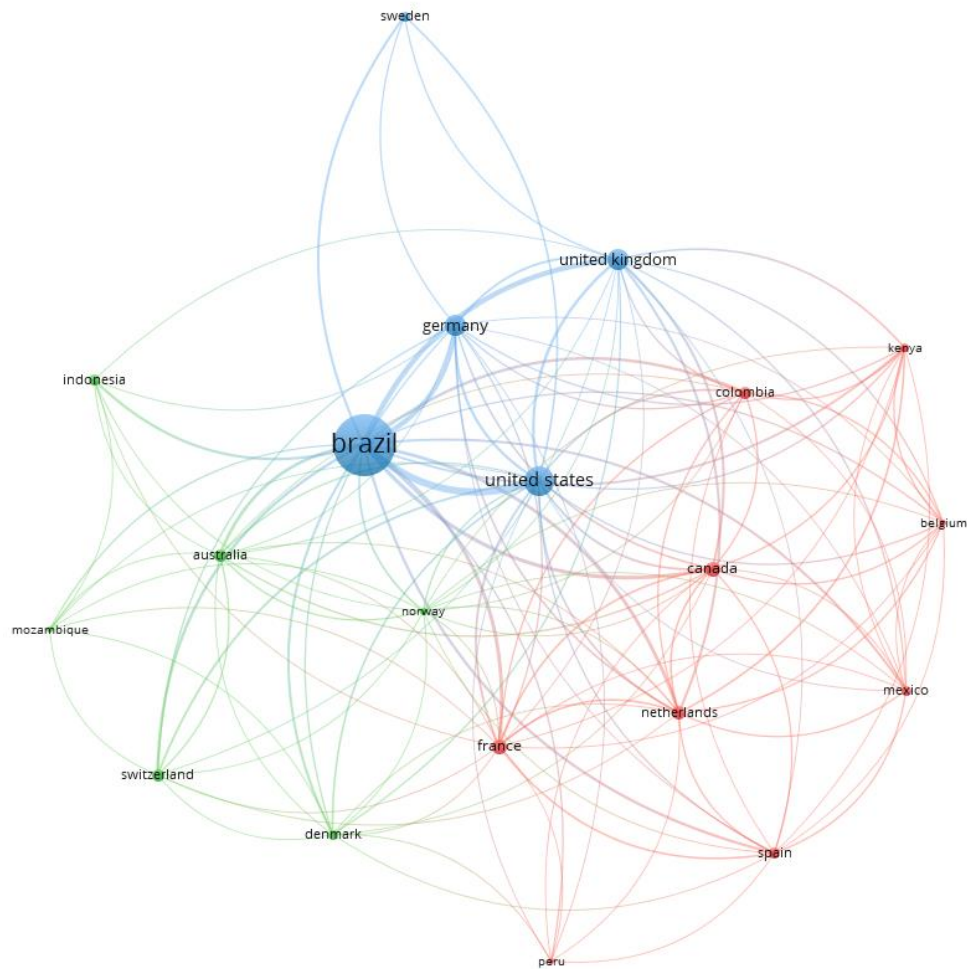 sweden
united kingdom
germany
kenya
indonesia
colombia
brazil
united states
belgium
australia
canada
norway
mozambique
mexico
netherlands
france
switzerland
denmark
spain
peru